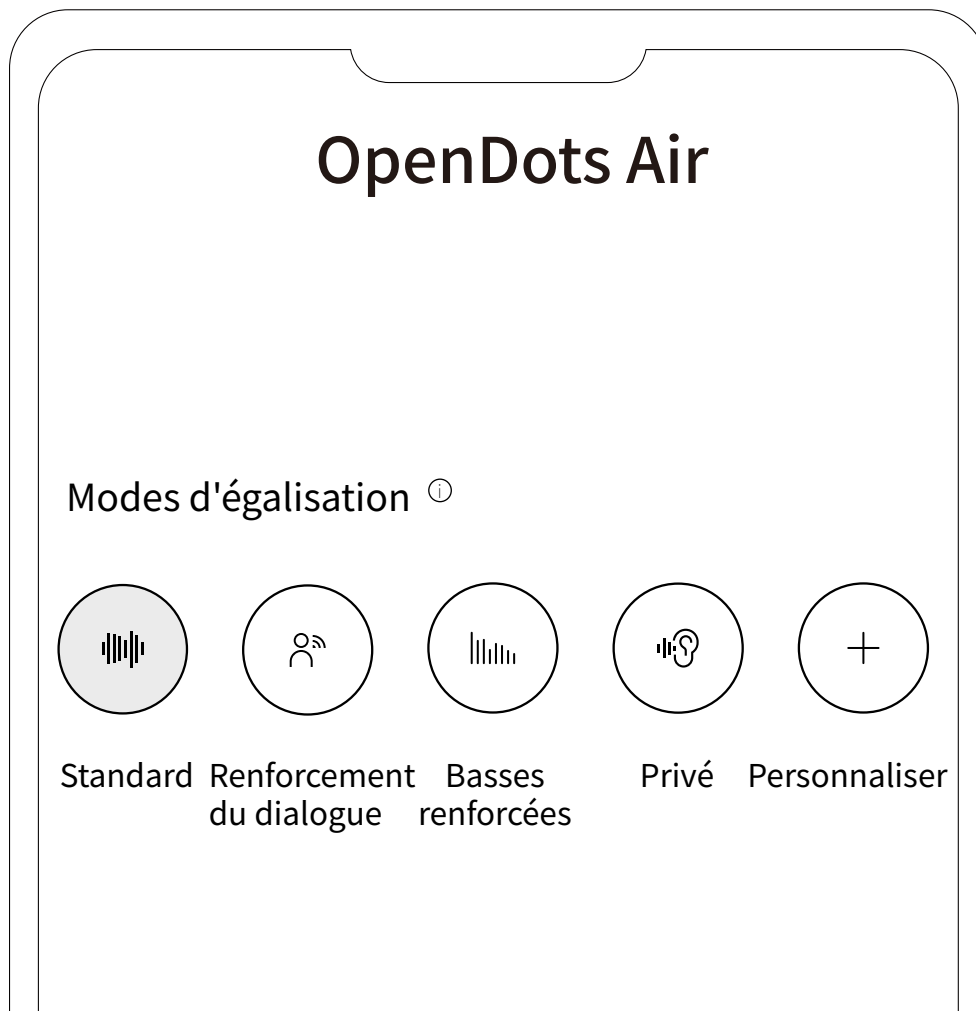 OpenDots Air
Modes d'égalisation
Standard
Renforcement
du dialogue
Basses
renforcées
Privé
Personnaliser